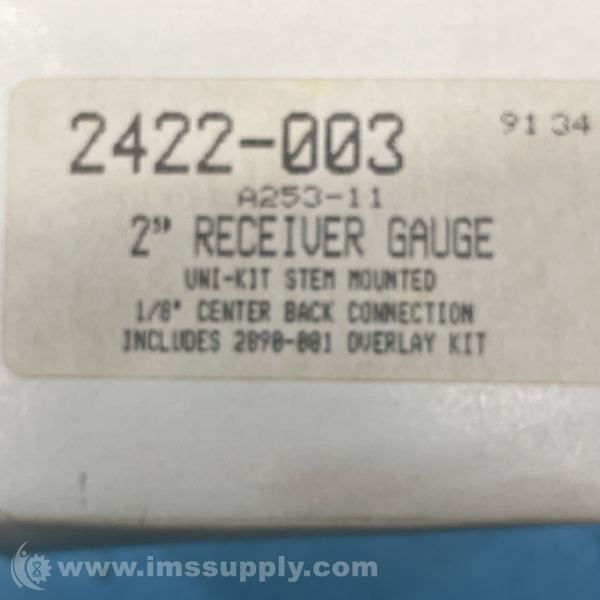 2422-003 91 34
A253-11
2" RECEIVER GAUGE
UNI-KIT STEM MOUNTED
1/8" CENTER BACK CONNECTION
INCLUDES 2890-001 OVERLAY KIT
www.imssupply.com